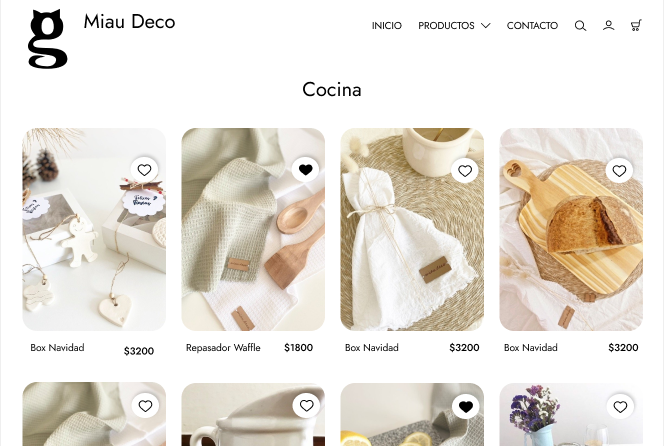 g
Miau Deco
INICIO PRODUCTOS CONTACTO
Cocina
Box Navidad $3200
Repasador Waffle $1800
Box Navidad $3200
Box Navidad $3200